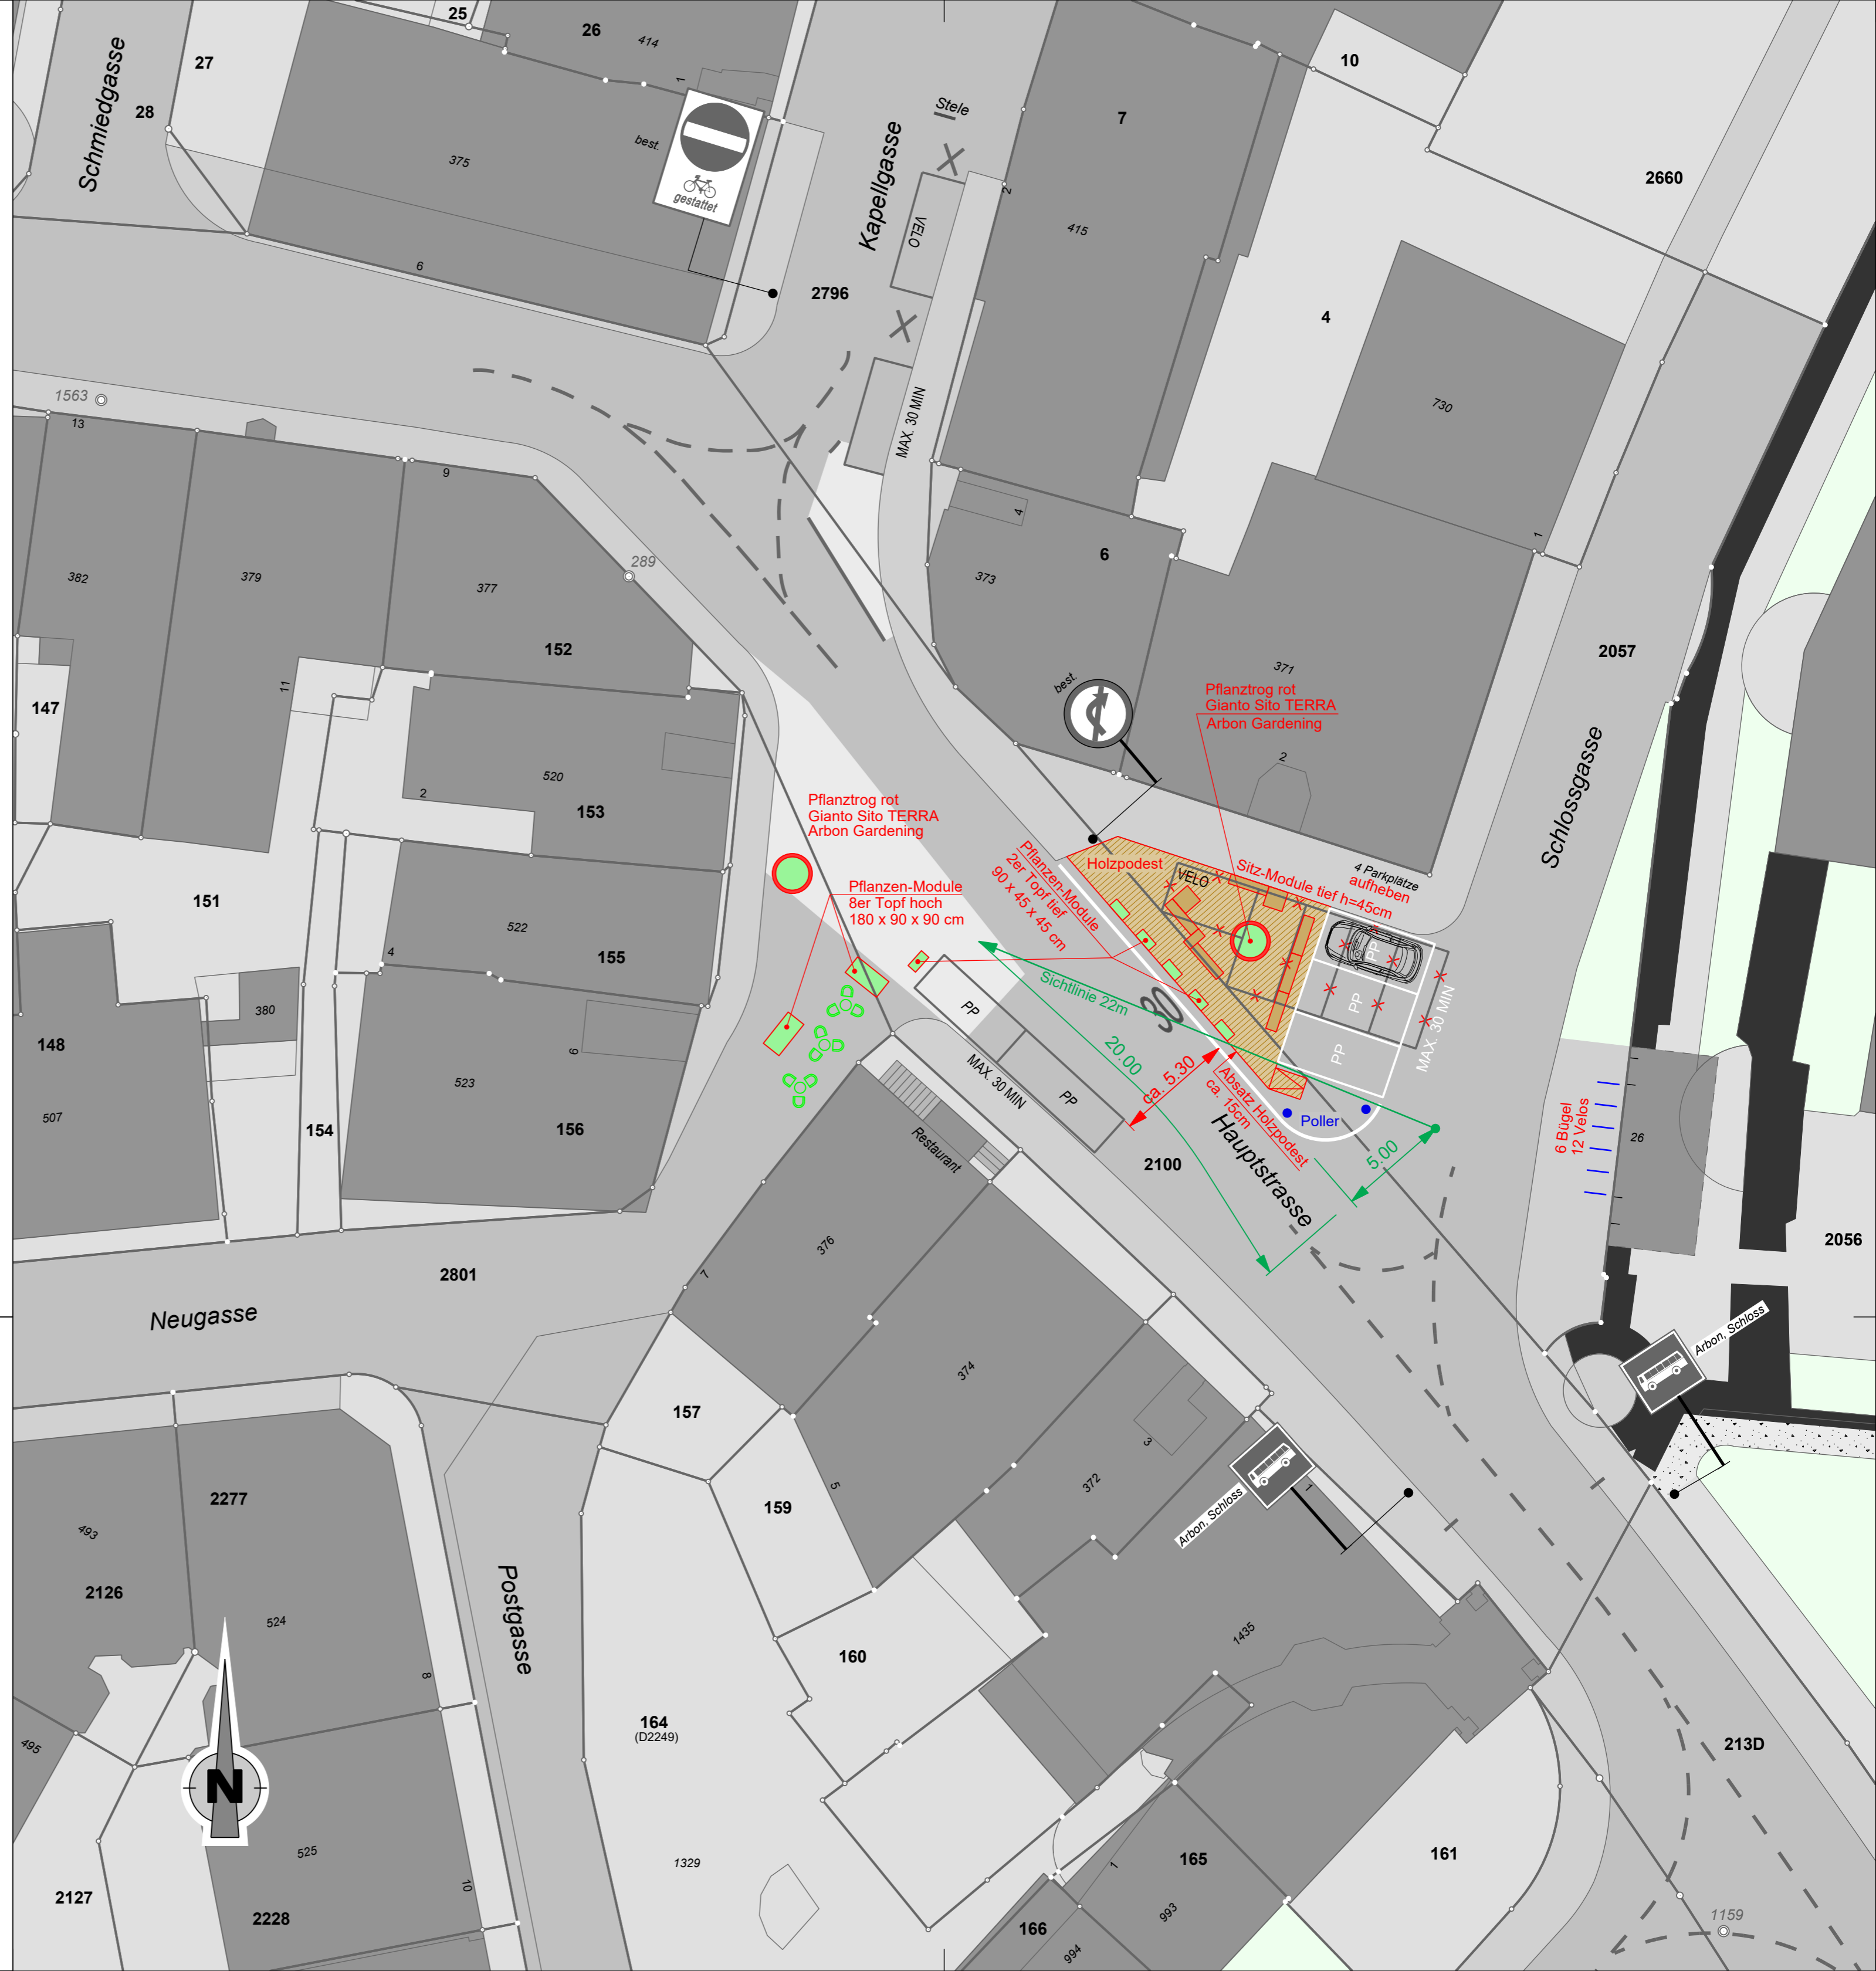 25
26
414
27
28
Schmiedgasse
1
375
best.
gestattet
6
Stele
Kapellgasse
VELO
2
7
10
2660
415
4
2796
MAX. 30 MIN
730
1
1563
13
9
289
382
379
377
152
4
6
373
371
2057
Schlossgasse
147
11
best.
Pflanztrog rot
Gianto Sito TERRA
Arbon Gardening
2
520
2
153
Pflanztrog rot
Gianto Sito TERRA
Arbon Gardening
Pflanzen-Module
2er Topf tief
90 x 45 x 45 cm
Holzpodest
VELO
Sitz-Module tief h=45cm
4 Parkplätze
aufheben
151
Pflanzen-Module
8er Topf hoch
180 x 90 x 90 cm
522
4
155
PP
PP
PP
MAX. 30 MIN
Sichtlinie 22m
30
380
148
507
PP
MAX. 30 MIN
PP
20.00
ca. 5.30
Absatz Holzpodest
ca. 15cm
Poller
5.00
6 Bügel
12 Velos
26
6
523
154
156
Restaurant
2100
Hauptstrasse
2056
376
7
2801
Neugasse
Arbon, Schloss
374
157
3
5
372
1
159
Arbon, Schloss
2277
493
2126
524
Postgasse
8
160
1435
164
(D2249)
213D
495
N
525
10
1329
1
165
161
2127
2228
993
166
994
1159